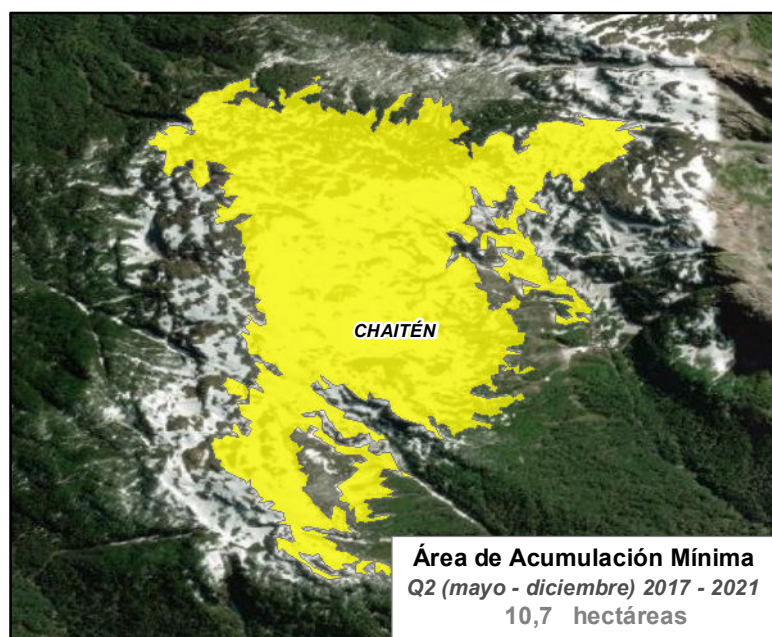 CHAITÉN
Área de Acumulación Mínima
Q2 (mayo - diciembre) 2017 - 2021
10,7 hectáreas